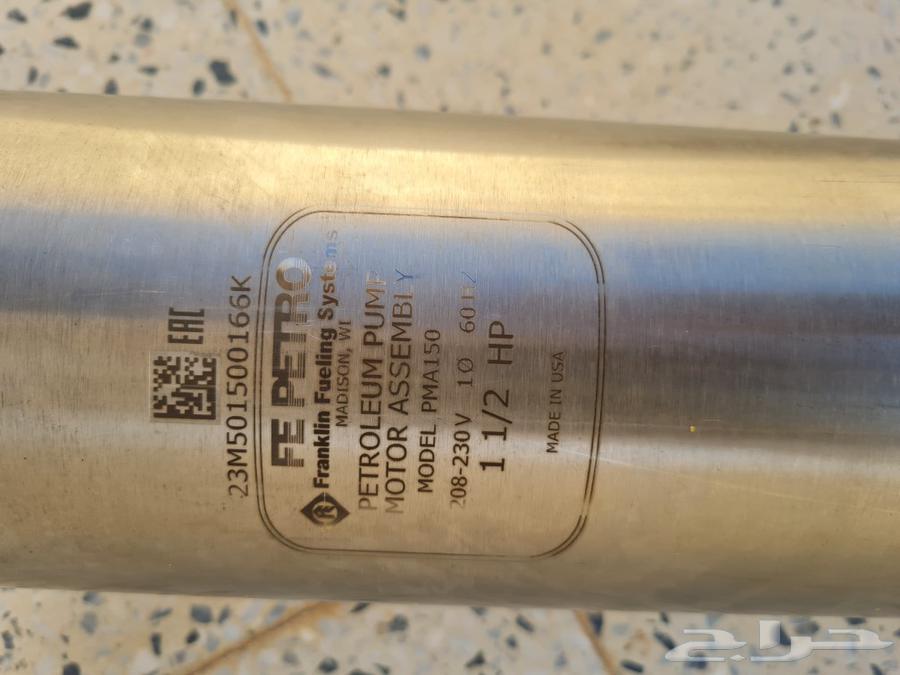 23M501500166K
EAC
FE PETRO
Franklin Fueling Systems
MADISON, WI
PETROLEUM PUMP
MOTOR ASSEMBLY
MODEL PMA150
208-230V 1Ø 60HZ
1 1/2 HP
MADE IN USA
حراج